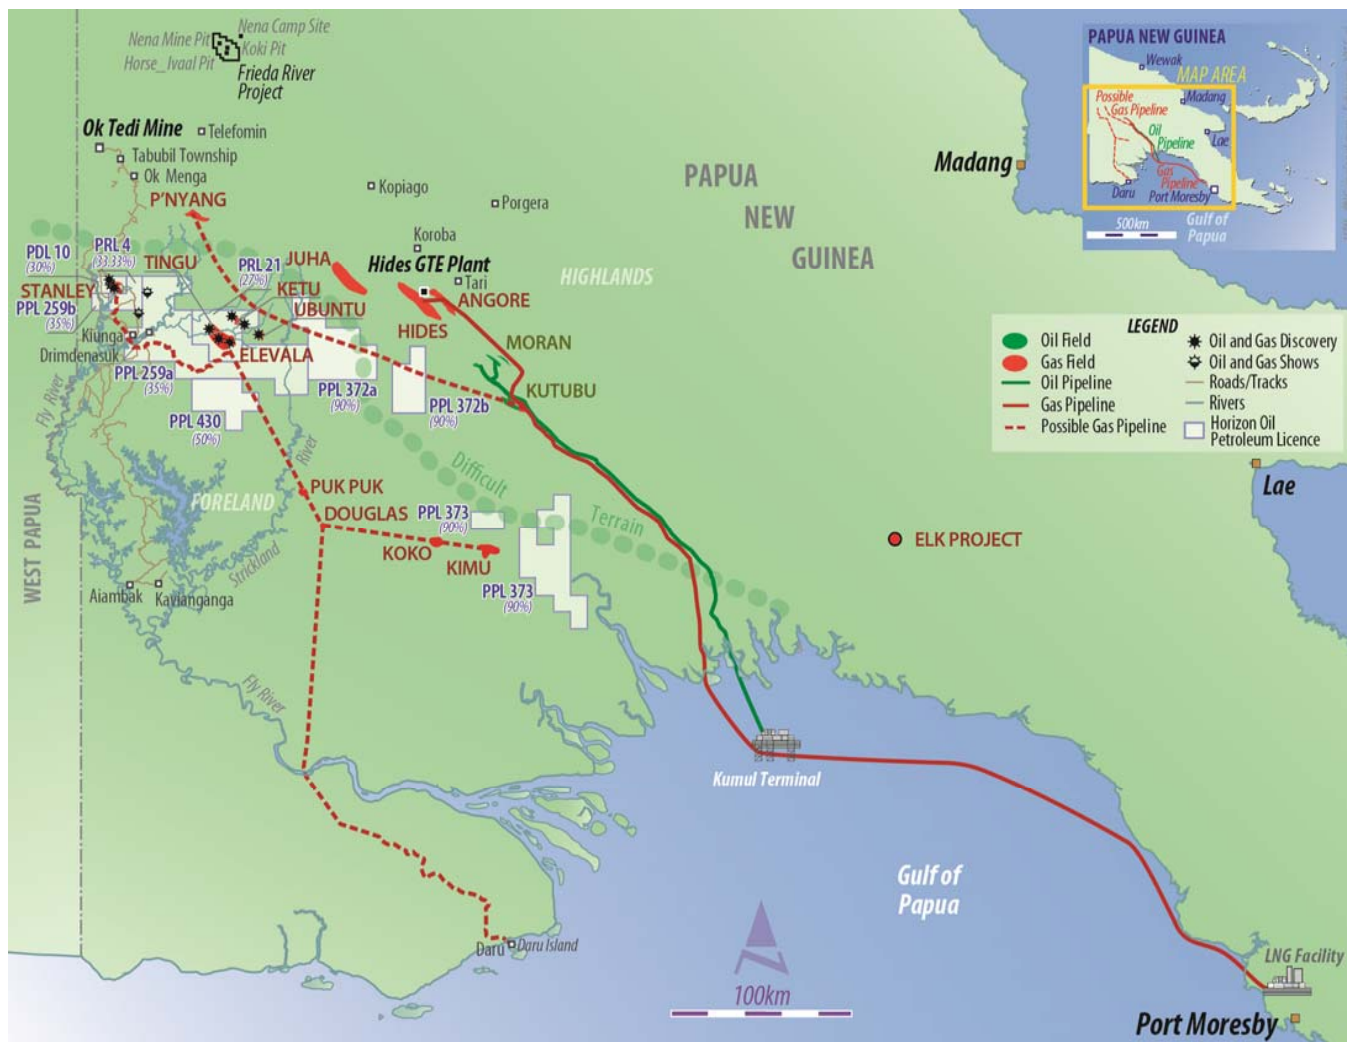 Nena Camp Site
Nena Mine Pit
Koki Pit
Horse_Ivaal Pit
Frieda River
Project
Ok Tedi Mine
Telefomin
Tabubil Township
Ok Menga
P'NYANG
Kopiago
Porgera
Koroba
Hides GTE Plant
Tari
HIGHLANDS
PAPUA
NEW
GUINEA
Madang
PAPUA NEW GUINEA
Wewak
MAP AREA
Madang
Possible
Gas Pipeline
Oil
Pipeline
Lae
Gas
Pipeline
Daru
Port Moresby
Gulf of
Papua
500km
PDL 10
(30%)
PRL 4
(33.33%)
TINGU
PRL 21
(27%)
JUHA
KETU
UBUNTU
STANLEY
PPL 259b
(35%)
Kiunga
Drimdenasuk
ELEVALA
ANGORE
HIDES
MORAN
KUTUBU
PPL 259a
(35%)
PPL 372a
(90%)
PPL 372b
(90%)
PPL 430
(50%)
Fly River
River
Strickland
FORELAND
WEST PAPUA
PUK PUK
DOUGLAS
PPL 373
(90%)
KOKO
KIMU
PPL 373
(90%)
Difficult
Terrain
Aiambak
Kavianganga
Fly River
LEGEND
Oil Field
Gas Field
Oil Pipeline
Gas Pipeline
Possible Gas Pipeline
Oil and Gas Discovery
Oil and Gas Shows
Roads/Tracks
Rivers
Horizon Oil
Petroleum Licence
Lae
ELK PROJECT
Kumul Terminal
Gulf of
Papua
Daru
Daru Island
100km
LNG Facility
Port Moresby